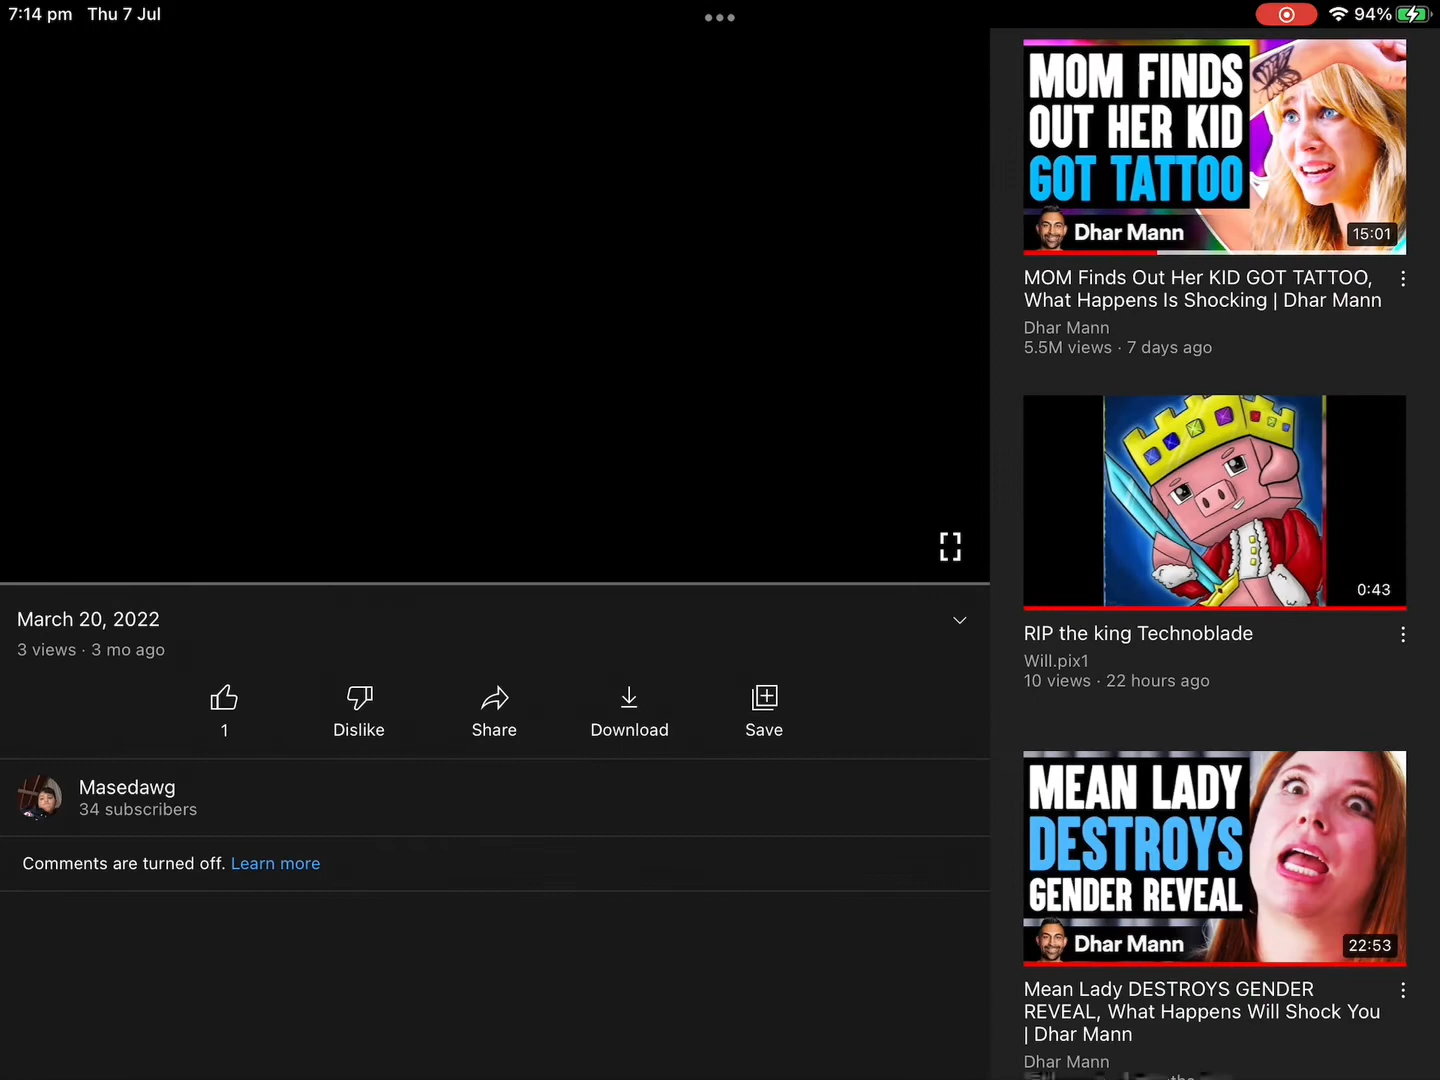 7:14 pm Thu 7 Jul
94%
March 20, 2022
3 views · 3 mo ago
1
Dislike
Share
Download
Save
Masedawg
34 subscribers
Comments are turned off. Learn more
MOM FINDS
OUT HER KID
GOT TATTOO
Dhar Mann
15:01
MOM Finds Out Her KID GOT TATTOO,
What Happens Is Shocking | Dhar Mann
Dhar Mann
5.5M views · 7 days ago
0:43
RIP the king Technoblade
Will.pix1
10 views · 22 hours ago
MEAN LADY
DESTROYS
GENDER REVEAL
Dhar Mann
22:53
Mean Lady DESTROYS GENDER
REVEAL, What Happens Will Shock You
| Dhar Mann
Dhar Mann